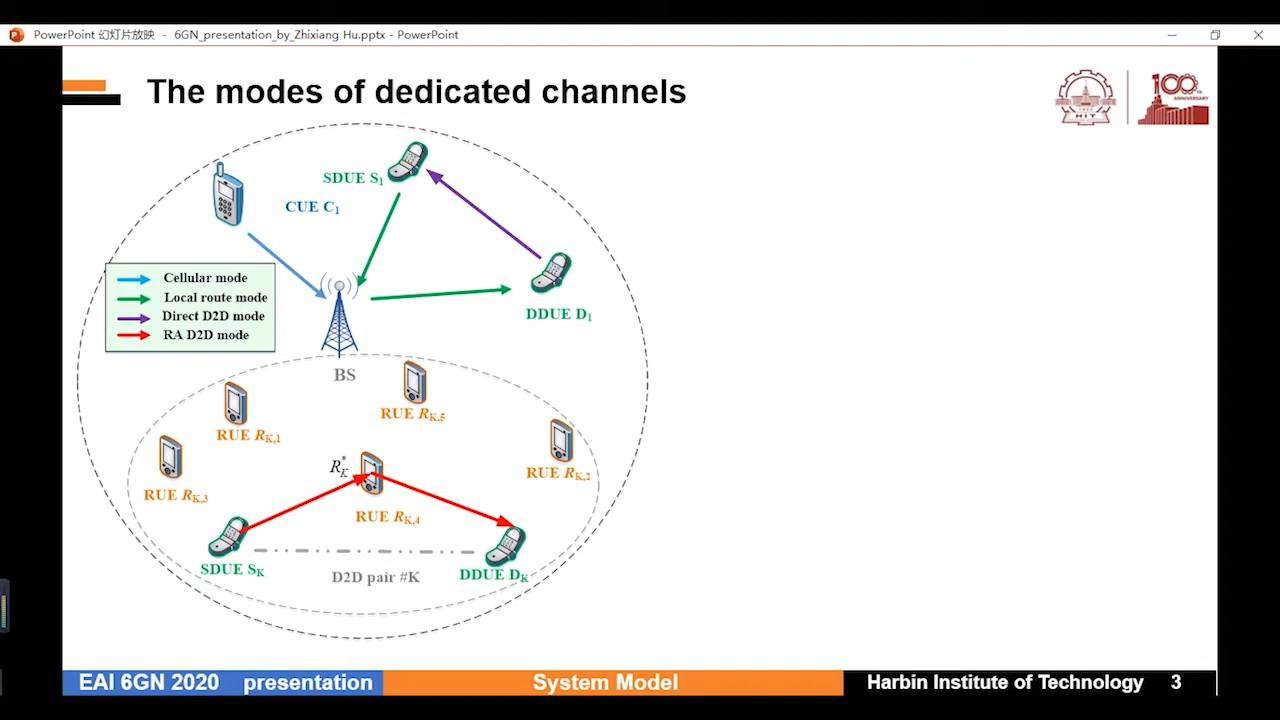 PowerPoint 幻灯片放映 - 6GN_presentation_by_Zhixiang Hu.pptx - PowerPoint
The modes of dedicated channels
100th
ANNIVERSARY
HIT
SDUE S1
CUE C1
Cellular mode
Local route mode
Direct D2D mode
RA D2D mode
DDUE D1
BS
RUE RK,5
RUE RK,1
RUE RK,2
R*K
RUE RK,3
RUE RK,4
SDUE SK
D2D pair #K
DDUE DK
EAI 6GN 2020 presentation
System Model
Harbin Institute of Technology 3